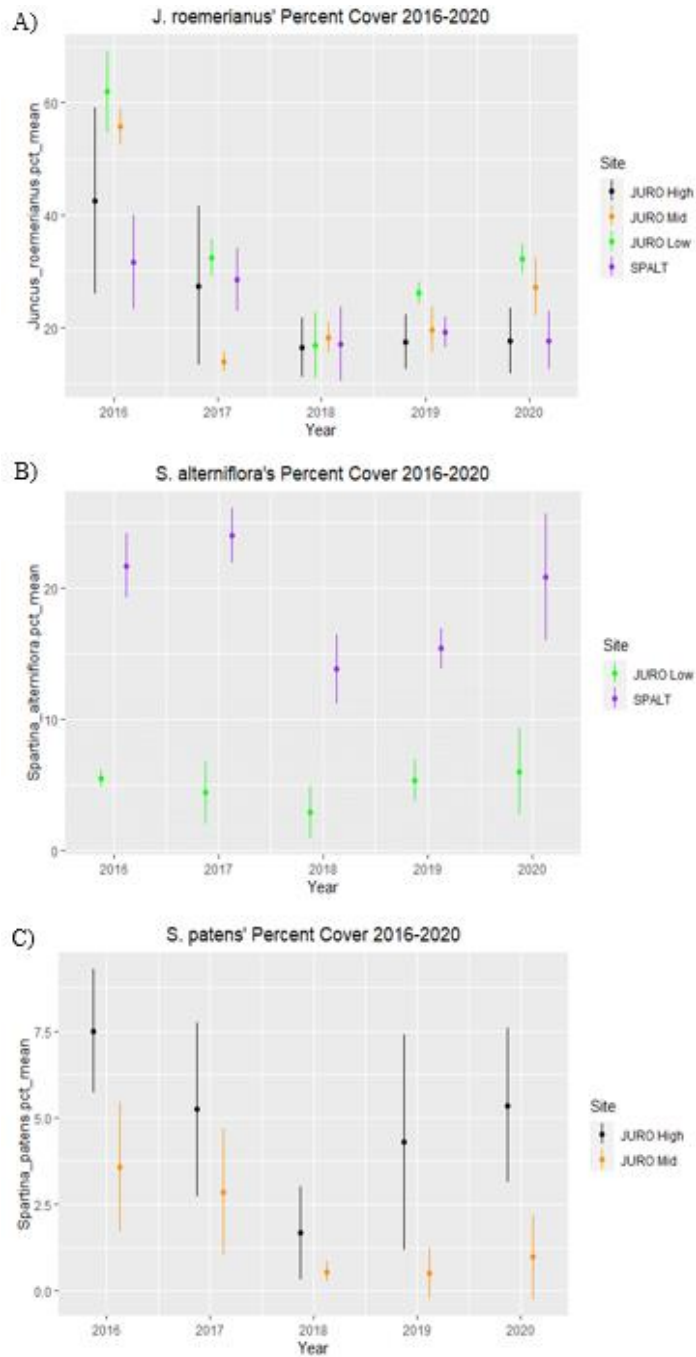 A)
J. roemerianus' Percent Cover 2016-2020
Juncus_roemerianus.pct_mean
60
40
20
2016 2017 2018 2019 2020
Year
Site
JURO High
JURO Mid
JURO Low
SPALT
B)
S. alterniflora's Percent Cover 2016-2020
Spartina_alterniflora.pct_mean
20
10
0
2016 2017 2018 2019 2020
Year
Site
JURO Low
SPALT
C)
S. patens' Percent Cover 2016-2020
Spartina_patens.pct_mean
7.5
5.0
2.5
0.0
2016 2017 2018 2019 2020
Year
Site
JURO High
JURO Mid